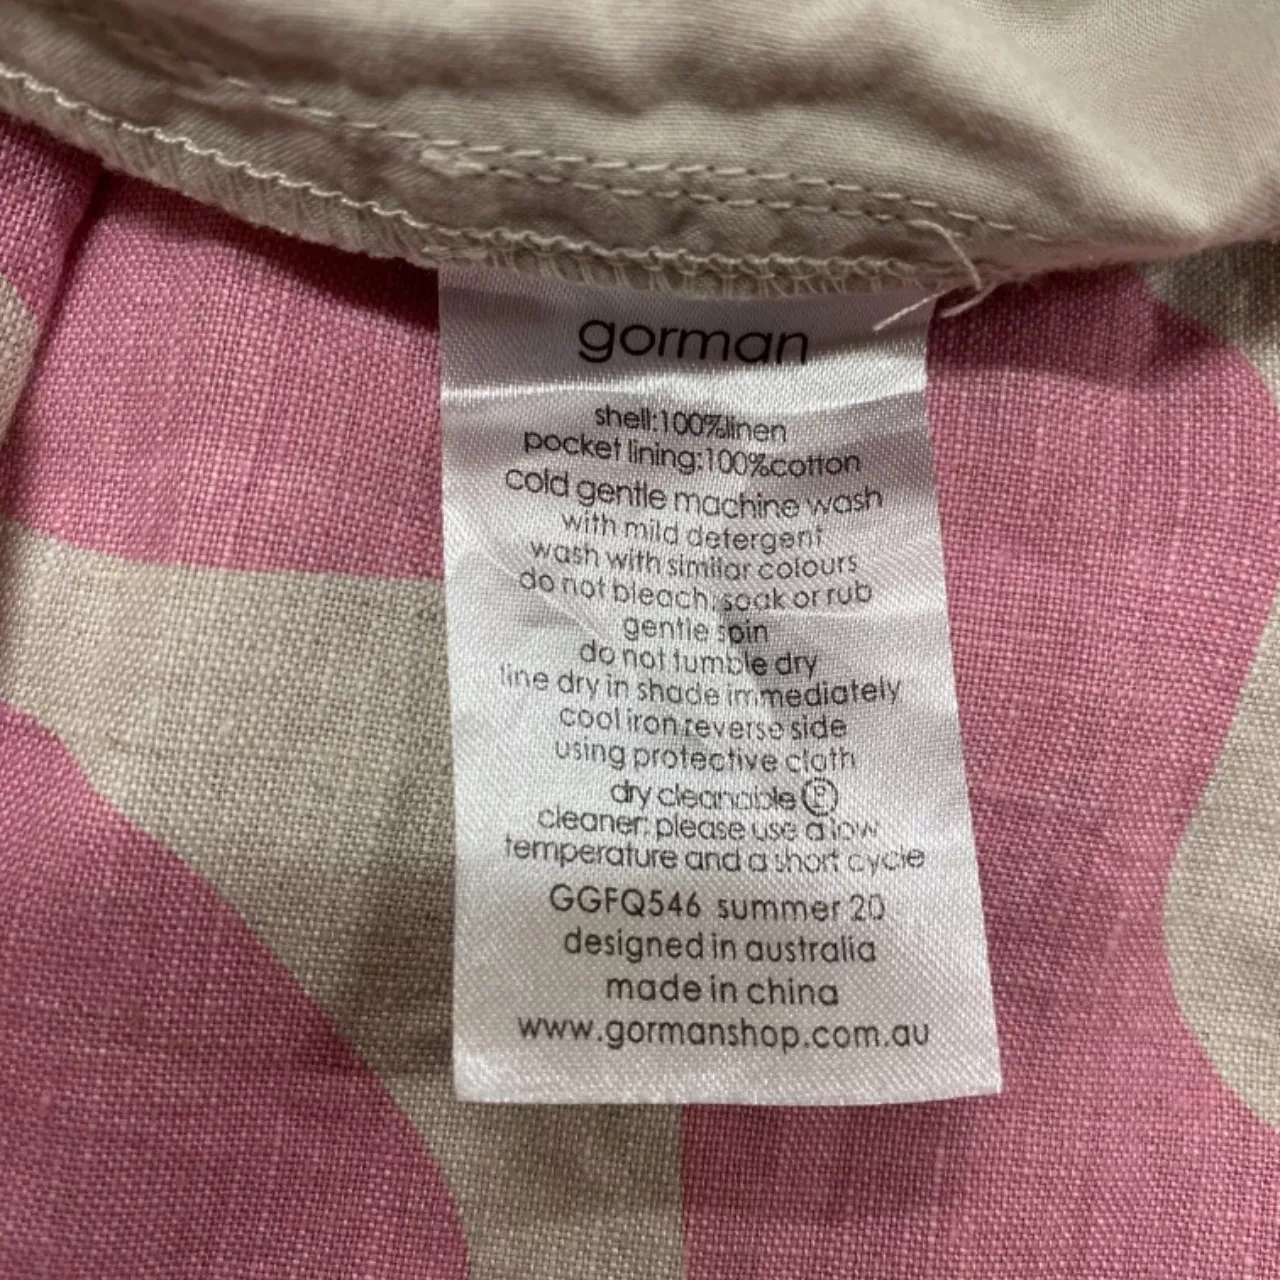 gorman
shell:100%linen
pocket lining:100%cotton
cold gentle machine wash
with mild detergent
wash with similar colours
do not bleach, soak or rub
gentle spin
do not tumble dry
line dry in shade immediately
cool iron reverse side
using protective cloth
dry cleanable Ⓟ
cleaner: please use a low
temperature and a short cycle
GGFQ546 summer 20
designed in australia
made in china
www.gormanshop.com.au